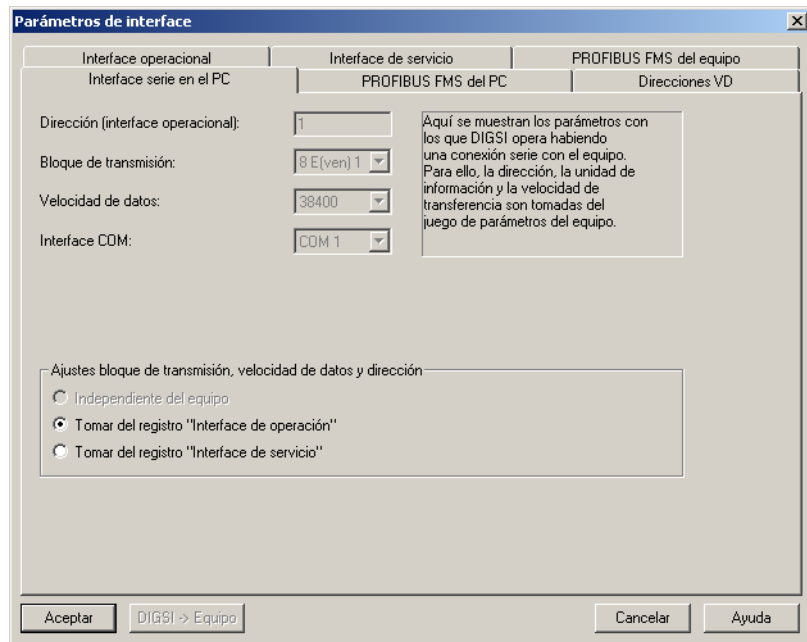 Parámetros de interface
Interface operacional
Interface de servicio
PROFIBUS FMS del equipo
Interface serie en el PC
PROFIBUS FMS del PC
Direcciones VD
Dirección (interface operacional):
1
Bloque de transmisión:
8 E(ven) 1
Velocidad de datos:
38400
Interface COM:
COM 1
Aquí se muestran los parámetros con
los que DIGSI opera habiendo
una conexión serie con el equipo.
Para ello, la dirección, la unidad de
información y la velocidad de
transferencia son tomadas del
juego de parámetros del equipo.
Ajustes bloque de transmisión, velocidad de datos y dirección
Independiente del equipo
Tomar del registro "Interface de operación"
Tomar del registro "Interface de servicio"
Aceptar
DIGSI -> Equipo
Cancelar
Ayuda